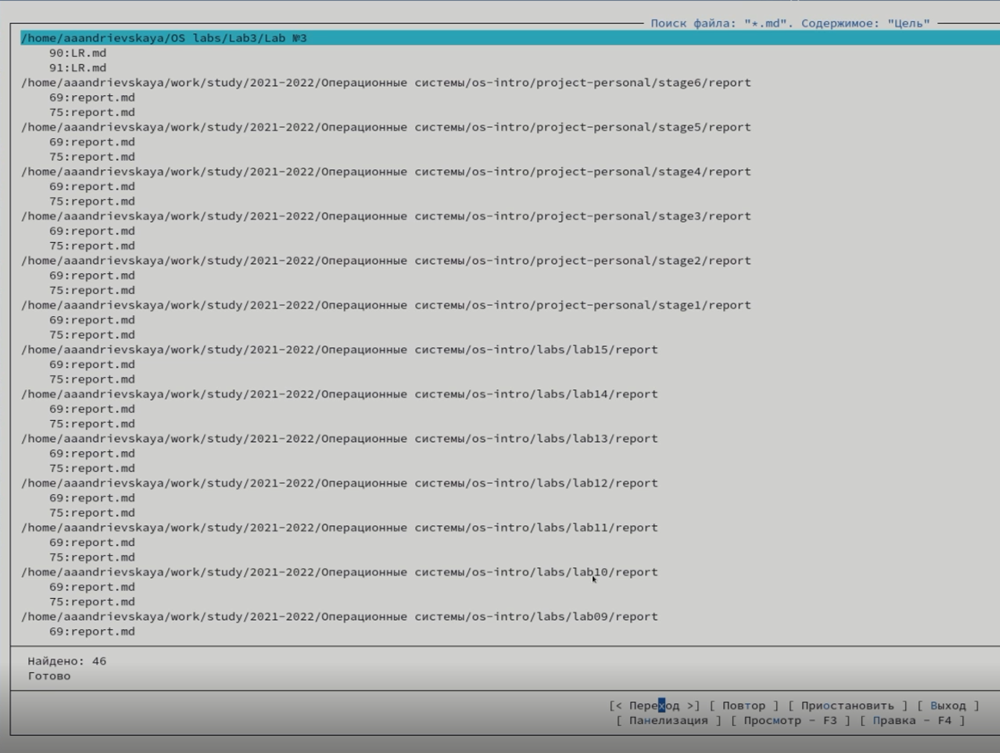 Поиск файла: "*.md". Содержимое: "Цель"
/home/aaandrievskaya/OS labs/Lab3/Lab №3
90:LR.md
91:LR.md
/home/aaandrievskaya/work/study/2021-2022/Операционные системы/os-intro/project-personal/stage6/report
69:report.md
75:report.md
/home/aaandrievskaya/work/study/2021-2022/Операционные системы/os-intro/project-personal/stage5/report
69:report.md
75:report.md
/home/aaandrievskaya/work/study/2021-2022/Операционные системы/os-intro/project-personal/stage4/report
69:report.md
75:report.md
/home/aaandrievskaya/work/study/2021-2022/Операционные системы/os-intro/project-personal/stage3/report
69:report.md
75:report.md
/home/aaandrievskaya/work/study/2021-2022/Операционные системы/os-intro/project-personal/stage2/report
69:report.md
75:report.md
/home/aaandrievskaya/work/study/2021-2022/Операционные системы/os-intro/project-personal/stage1/report
69:report.md
75:report.md
/home/aaandrievskaya/work/study/2021-2022/Операционные системы/os-intro/labs/lab15/report
69:report.md
75:report.md
/home/aaandrievskaya/work/study/2021-2022/Операционные системы/os-intro/labs/lab14/report
69:report.md
75:report.md
/home/aaandrievskaya/work/study/2021-2022/Операционные системы/os-intro/labs/lab13/report
69:report.md
75:report.md
/home/aaandrievskaya/work/study/2021-2022/Операционные системы/os-intro/labs/lab12/report
69:report.md
75:report.md
/home/aaandrievskaya/work/study/2021-2022/Операционные системы/os-intro/labs/lab11/report
69:report.md
75:report.md
/home/aaandrievskaya/work/study/2021-2022/Операционные системы/os-intro/labs/lab10/report
69:report.md
75:report.md
/home/aaandrievskaya/work/study/2021-2022/Операционные системы/os-intro/labs/lab09/report
69:report.md
Найдено: 46
Готово
[< Переход >] [ Повтор ] [ Приостановить ] [ Выход ]
[ Панелизация ] [ Просмотр - F3 ] [ Правка - F4 ]